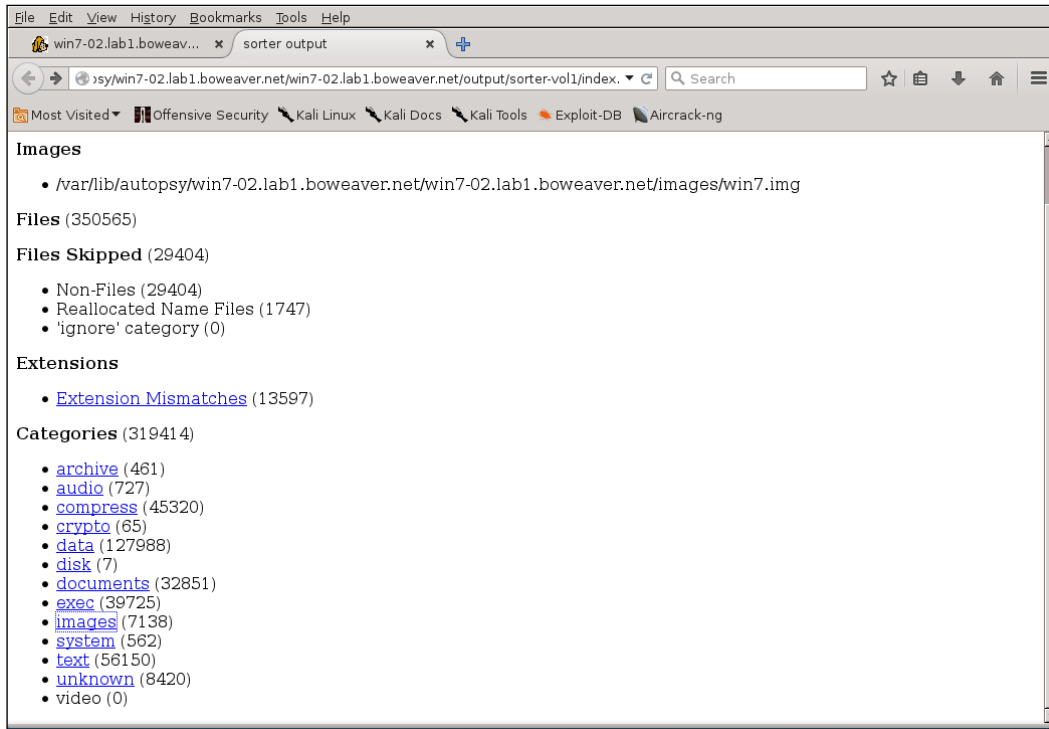 File Edit View History Bookmarks Tools Help
win7-02.lab1.boweav... × sorter output ×
osy/win7-02.lab1.boweaver.net/win7-02.lab1.boweaver.net/output/sorter-vol1/index. Search
Most Visited Offensive Security Kali Linux Kali Docs Kali Tools Exploit-DB Aircrack-ng
Images
• /var/lib/autopsy/win7-02.lab1.boweaver.net/win7-02.lab1.boweaver.net/images/win7.img
Files (350565)
Files Skipped (29404)
• Non-Files (29404)
• Reallocated Name Files (1747)
• 'ignore' category (0)
Extensions
• Extension Mismatches (13597)
Categories (319414)
• archive (461)
• audio (727)
• compress (45320)
• crypto (65)
• data (127988)
• disk (7)
• documents (32851)
• exec (39725)
• images (7138)
• system (562)
• text (56150)
• unknown (8420)
• video (0)